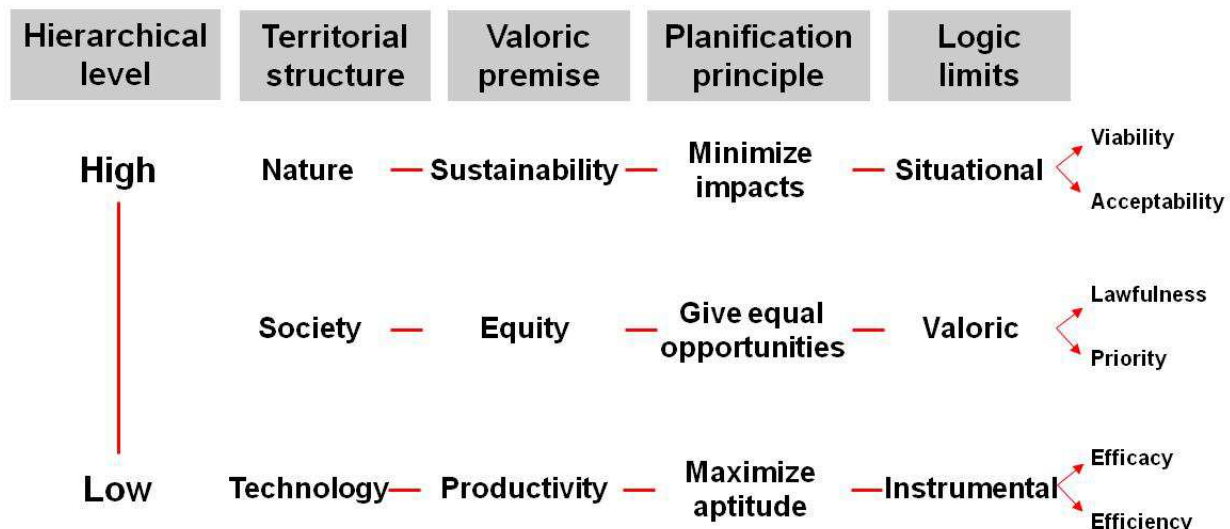 Hierarchical level
Territorial structure
Valoric premise
Planification principle
Logic limits
High
Nature
Sustainability
Minimize impacts
Situational
Viability
Acceptability
Society
Equity
Give equal opportunities
Valoric
Lawfulness
Priority
Low
Technology
Productivity
Maximize aptitude
Instrumental
Efficacy
Efficiency